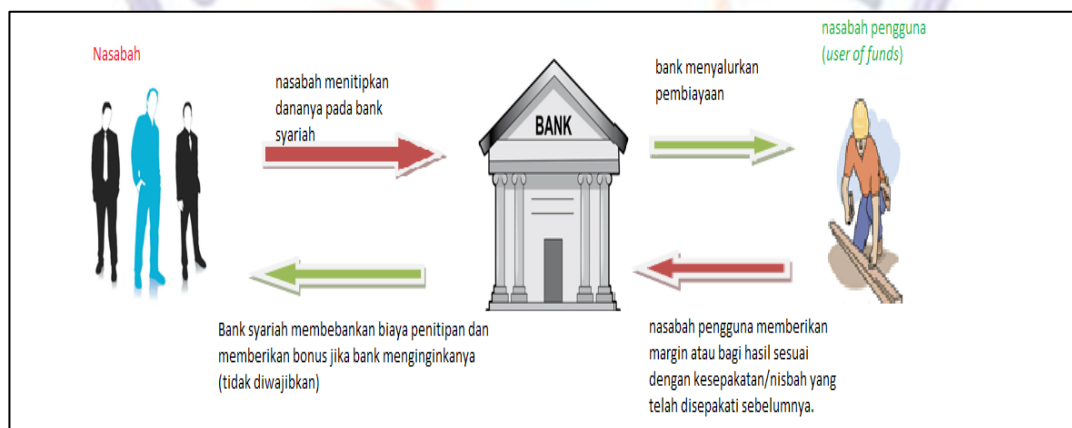 Nasabah
nasabah menitipkan
dananya pada bank
syariah
BANK
bank menyalurkan
pembiayaan
nasabah pengguna
(user of funds)
Bank syariah membebankan biaya penitipan dan
memberikan bonus jika bank menginginkanya
(tidak diwajibkan)
nasabah pengguna memberikan
margin atau bagi hasil sesuai
dengan kesepakatan/nisbah yang
telah disepakati sebelumnya.